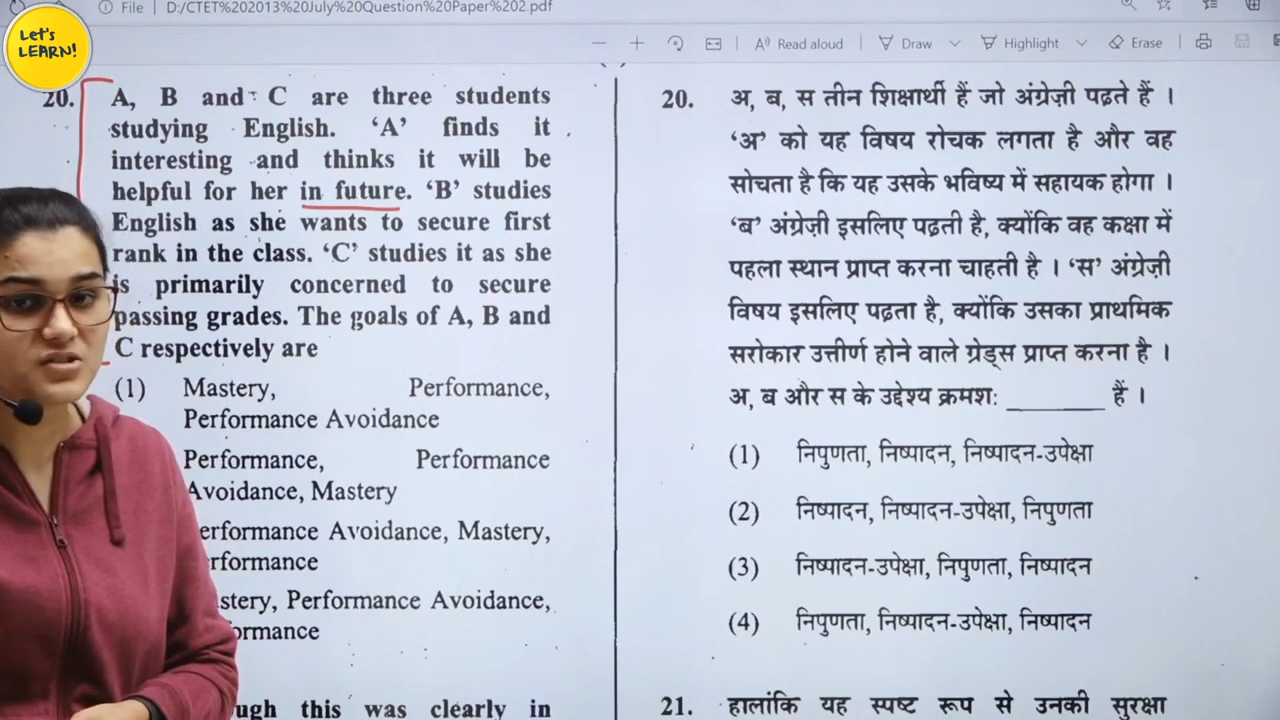 File | D:/CTET%202013%20July%20Question%20Paper%202.pdf
Let's
LEARN!
Read aloud | Draw Highlight Erase
20.
A, B and C are three students
studying English. ‘A’ finds it
interesting and thinks it will be
helpful for her in future. ‘B’ studies
English as she wants to secure first
rank in the class. ‘C’ studies it as she
is primarily concerned to secure
passing grades. The goals of A, B and
C respectively are
(1) Mastery, Performance,
Performance Avoidance
Performance, Performance
Avoidance, Mastery
Avoidance, Mastery,
Performance Avoidance,
this was clearly in
20. अ, ब, स तीन शिक्षार्थी हैं जो अंग्रेज़ी पढ़ते हैं ।
‘अ’ को यह विषय रोचक लगता है और वह
सोचता है कि यह उसके भविष्य में सहायक होगा ।
‘ब’ अंग्रेज़ी इसलिए पढ़ती है, क्योंकि वह कक्षा में
पहला स्थान प्राप्त करना चाहती है । ‘स’ अंग्रेज़ी
विषय इसलिए पढ़ता है, क्योंकि उसका प्राथमिक
सरोकार उत्तीर्ण होने वाले ग्रेड्स प्राप्त करना है ।
अ, ब और स के उद्देश्य क्रमश: ________ हैं ।
(1) निपुणता, निष्पादन, निष्पादन-उपेक्षा
(2) निष्पादन, निष्पादन-उपेक्षा, निपुणता
(3) निष्पादन-उपेक्षा, निपुणता, निष्पादन
(4) निपुणता, निष्पादन-उपेक्षा, निष्पादन
21. हालांकि यह स्पष्ट रूप से उनकी सुरक्षा